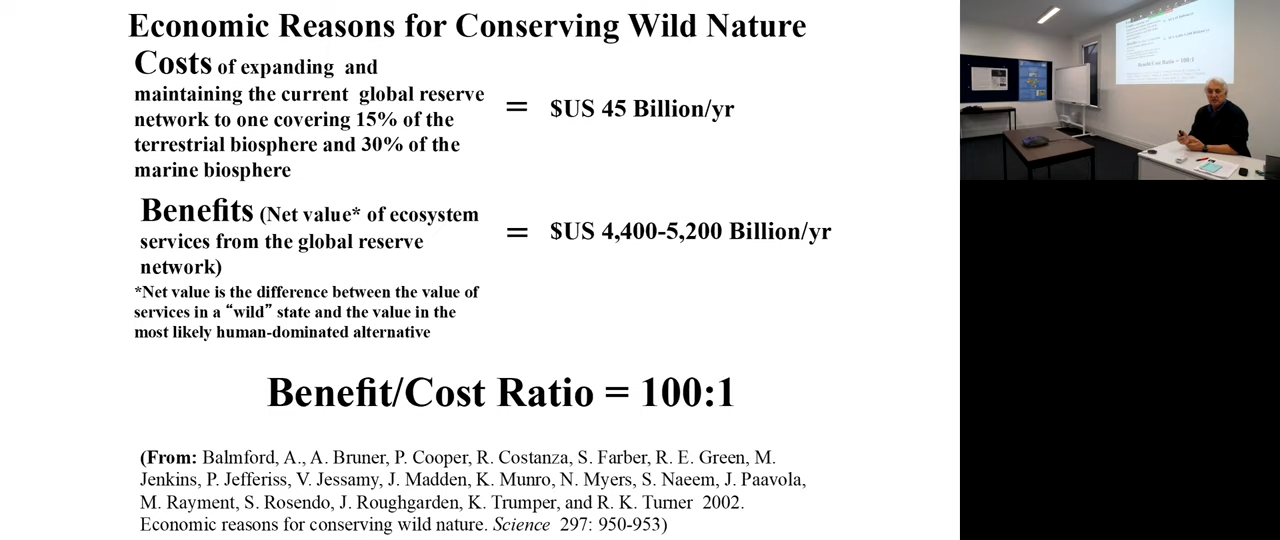 Economic Reasons for Conserving Wild Nature
Costs of expanding and
maintaining the current global reserve
network to one covering 15% of the
terrestrial biosphere and 30% of the
marine biosphere
= $US 45 Billion/yr
Benefits (Net value* of ecosystem
services from the global reserve
network)
= $US 4,400-5,200 Billion/yr
*Net value is the difference between the value of
services in a “wild” state and the value in the
most likely human-dominated alternative
Benefit/Cost Ratio = 100:1
(From: Balmford, A., A. Bruner, P. Cooper, R. Costanza, S. Farber, R. E. Green, M.
Jenkins, P. Jefferiss, V. Jessamy, J. Madden, K. Munro, N. Myers, S. Naeem, J. Paavola,
M. Rayment, S. Rosendo, J. Roughgarden, K. Trumper, and R. K. Turner 2002.
Economic reasons for conserving wild nature. Science 297: 950-953)
Benefit/Cost Ratio = 100:1